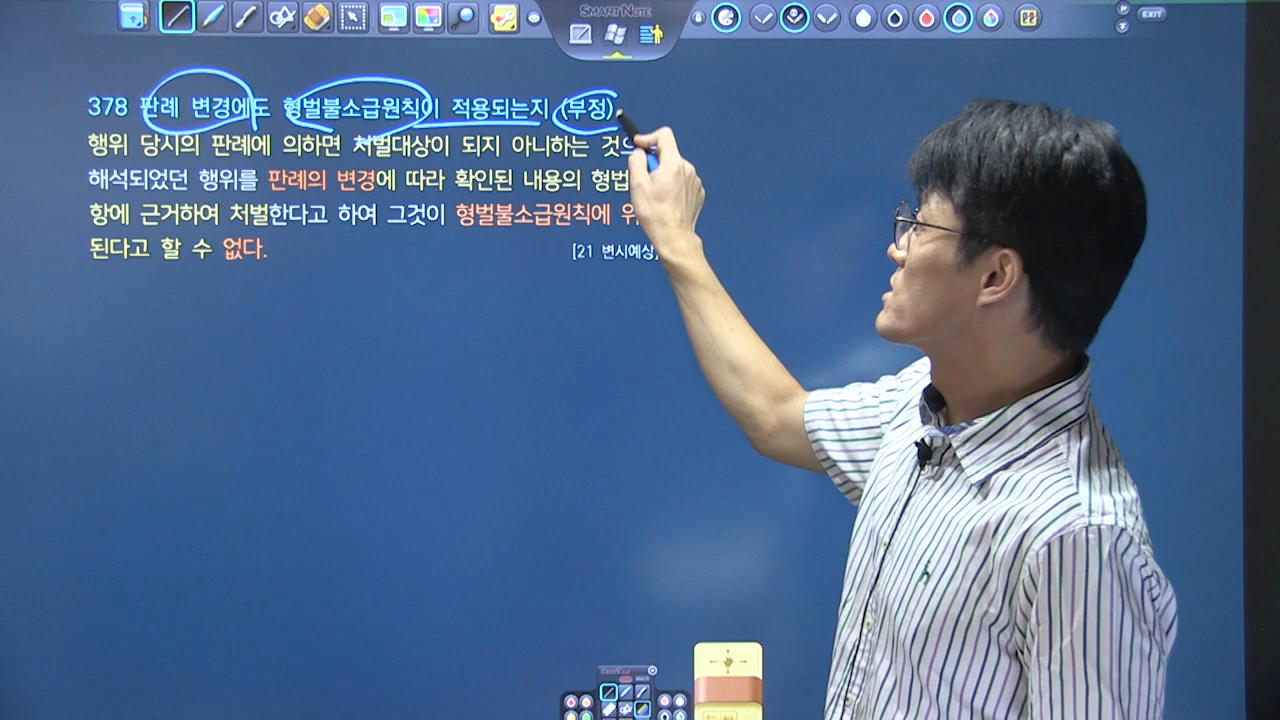 SMART NOTE
EXIT
378 판례 변경에도 형벌불소급원칙이 적용되는지 (부정)
행위 당시의 판례에 의하면 처벌대상이 되지 아니하는 것으
해석되었던 행위를 판례의 변경에 따라 확인된 내용의 형법
항에 근거하여 처벌한다고 하여 그것이 형벌불소급원칙에 위
된다고 할 수 없다.
[21 변시예상]